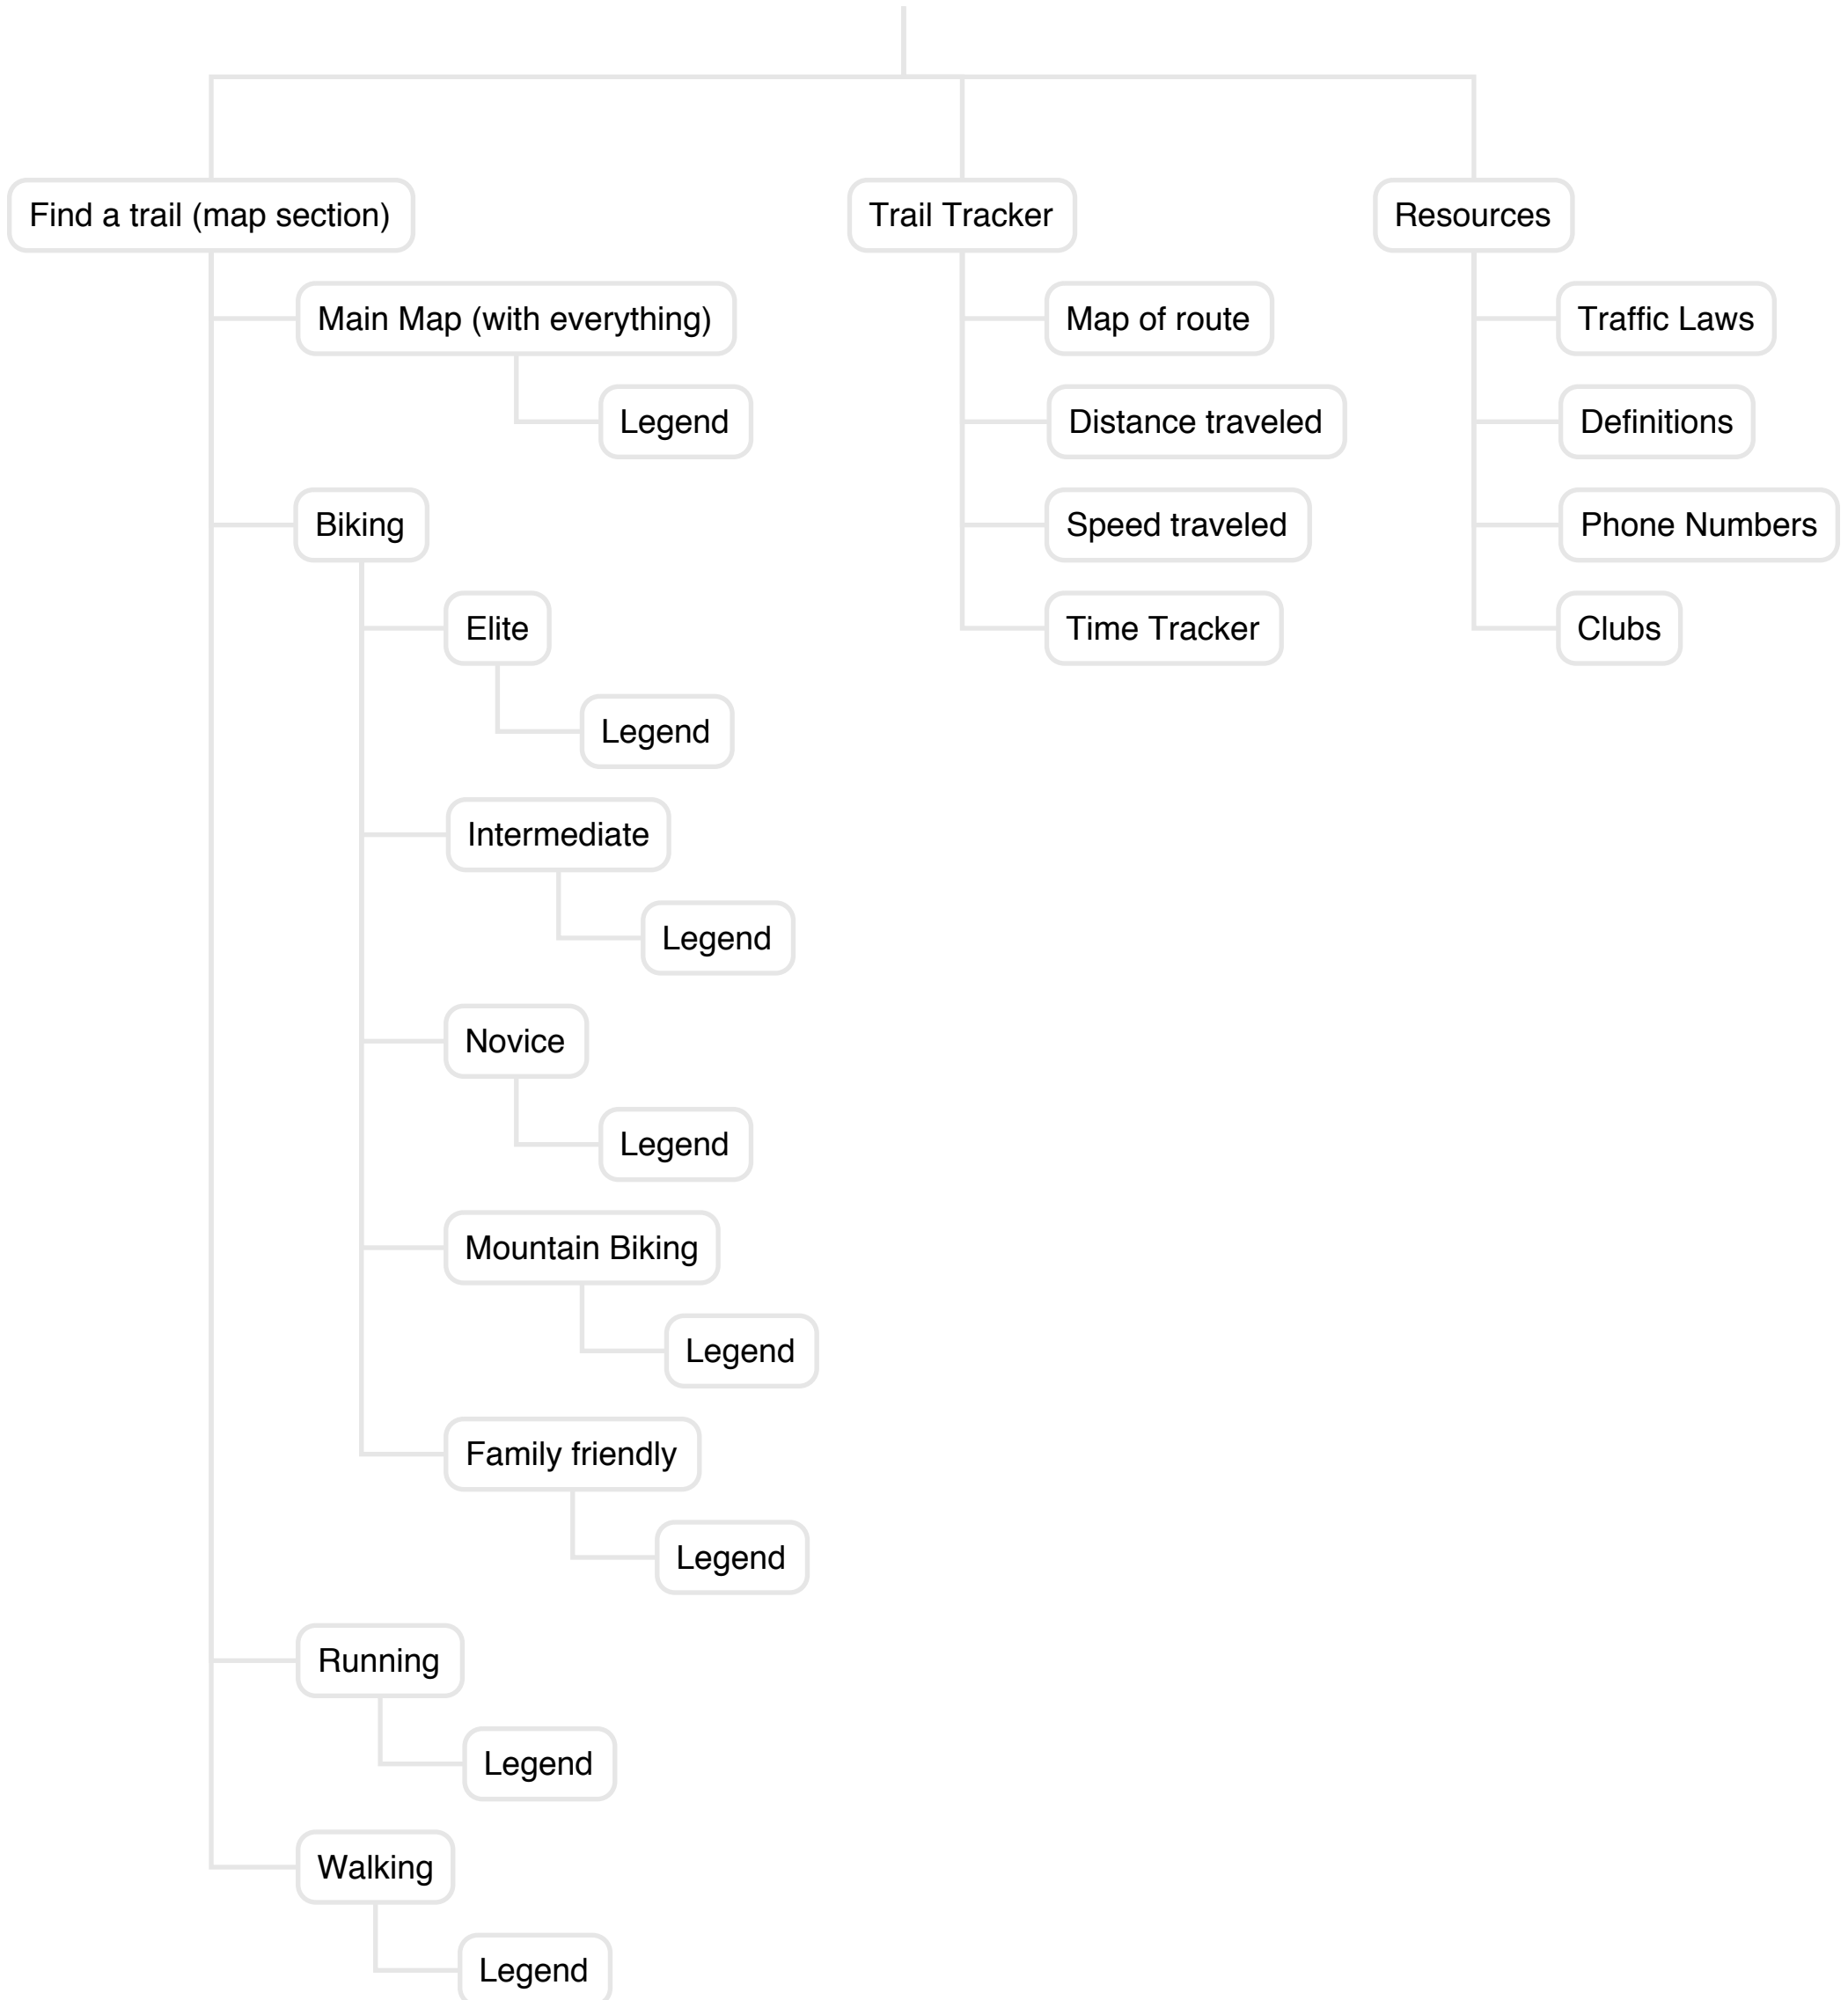 Find a trail (map section)
Main Map (with everything)
Legend
Biking
Elite
Legend
Intermediate
Legend
Novice
Legend
Mountain Biking
Legend
Family friendly
Legend
Running
Legend
Walking
Legend
Trail Tracker
Map of route
Distance traveled
Speed traveled
Time Tracker
Resources
Traffic Laws
Definitions
Phone Numbers
Clubs